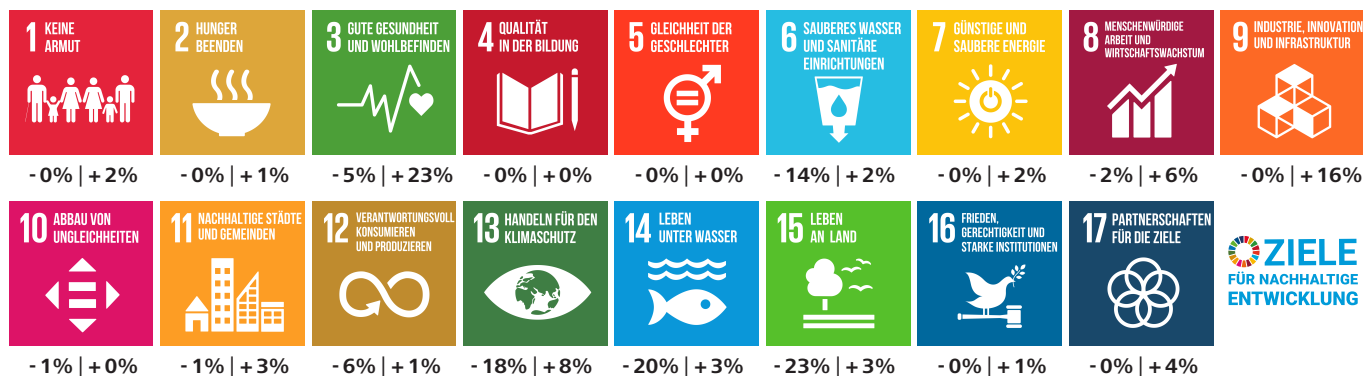 1 KEINE
ARMUT
2 HUNGER
BEENDEN
3 GUTE GESUNDHEIT
UND WOHLBEFINDEN
4 QUALITÄT
IN DER BILDUNG
5 GLEICHHEIT DER
GESCHLECHTER
6 SAUBERES WASSER
UND SANITÄRE
EINRICHTUNGEN
7 GÜNSTIGE UND
SAUBERE ENERGIE
8 MENSCHENWÜRDIGE
ARBEIT UND
WIRTSCHAFTSWACHSTUM
9 INDUSTRIE, INNOVATION
UND INFRASTRUKTUR
-0% | +2%
-0% | +1%
-5% | +23%
-0% | +0%
-0% | +0%
-14% | +2%
-0% | +2%
-2% | +6%
-0% | +16%
10 ABBAU VON
UNGLEICHHEITEN
11 NACHHALTIGE STÄDTE
UND GEMEINDEN
12 VERANTWORTUNGSVOLL
KONSUMIEREN
UND PRODUZIEREN
13 HANDELN FÜR DEN
KLIMASCHUTZ
14 LEBEN
UNTER WASSER
15 LEBEN
AN LAND
16 FRIEDEN,
GERECHTIGKEIT UND
STARKE INSTITUTIONEN
17 PARTNERSCHAFTEN
FÜR DIE ZIELE
ZIELE
FÜR NACHHALTIGE
ENTWICKLUNG
-1% | +0%
-1% | +3%
-6% | +1%
-18% | +8%
-20% | +3%
-23% | +3%
-0% | +1%
-0% | +4%